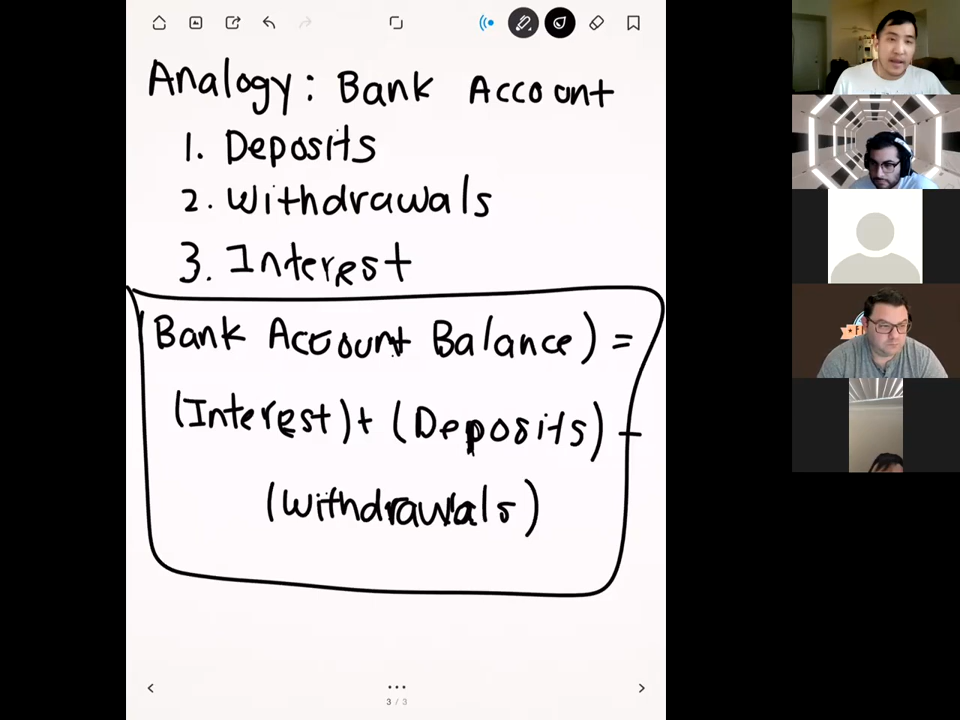 Analogy: Bank Account
1. Deposits
2. Withdrawals
3. Interest
(Bank Account Balance) =
(Interest) + (Deposits) -
(Withdrawals)
3 / 3